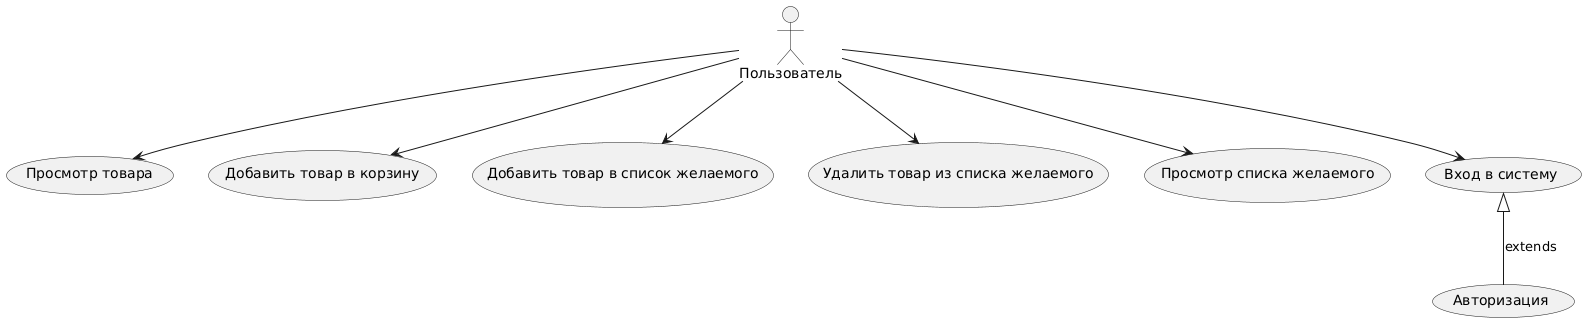 Пользователь
Просмотр товара
Добавить товар в корзину
Добавить товар в список желаемого
Удалить товар из списка желаемого
Просмотр списка желаемого
Вход в систему
extends
Авторизация